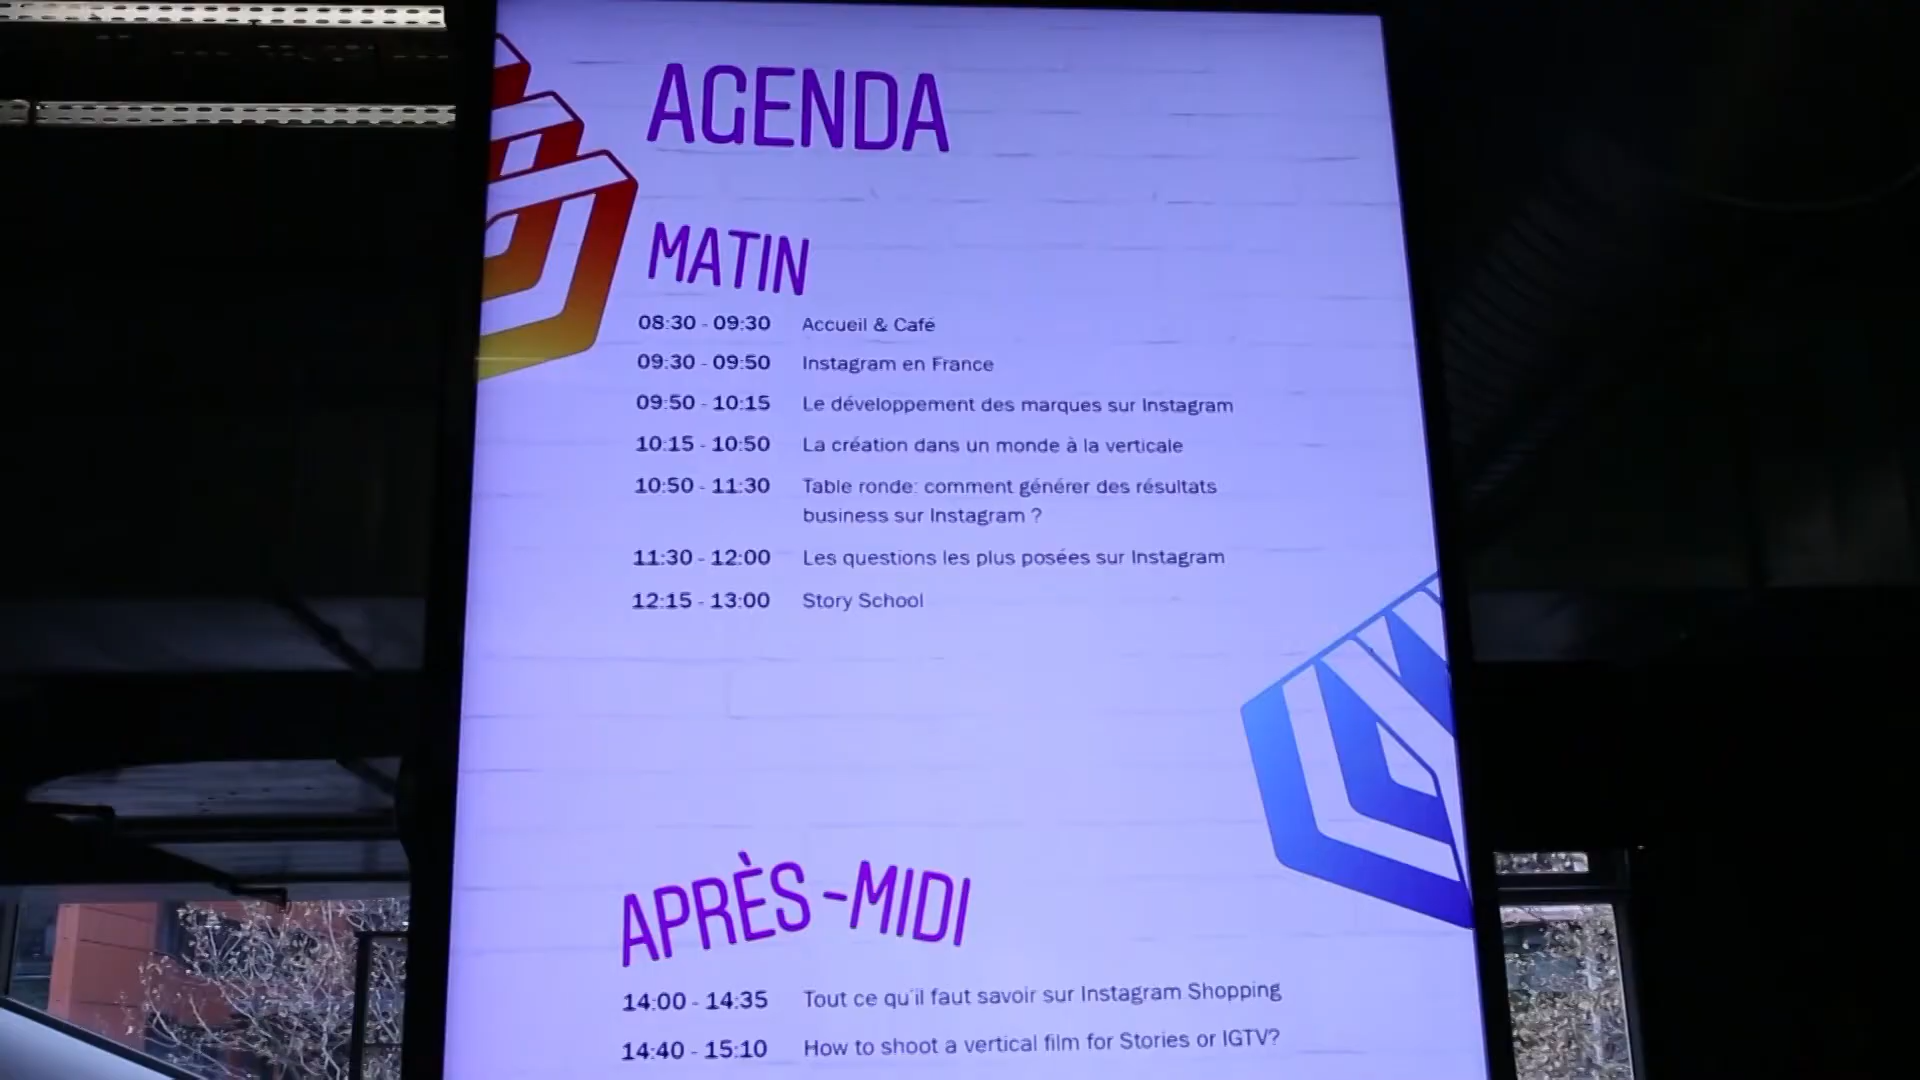 AGENDA
MATIN
08:30 - 09:30 Accueil & Café
09:30 - 09:50 Instagram en France
09:50 - 10:15 Le développement des marques sur Instagram
10:15 - 10:50 La création dans un monde à la verticale
10:50 - 11:30 Table ronde: comment générer des résultats
business sur Instagram ?
11:30 - 12:00 Les questions les plus posées sur Instagram
12:15 - 13:00 Story School
APRÈS-MIDI
14:00 - 14:35 Tout ce qu'il faut savoir sur Instagram Shopping
14:40 - 15:10 How to shoot a vertical film for Stories or IGTV?